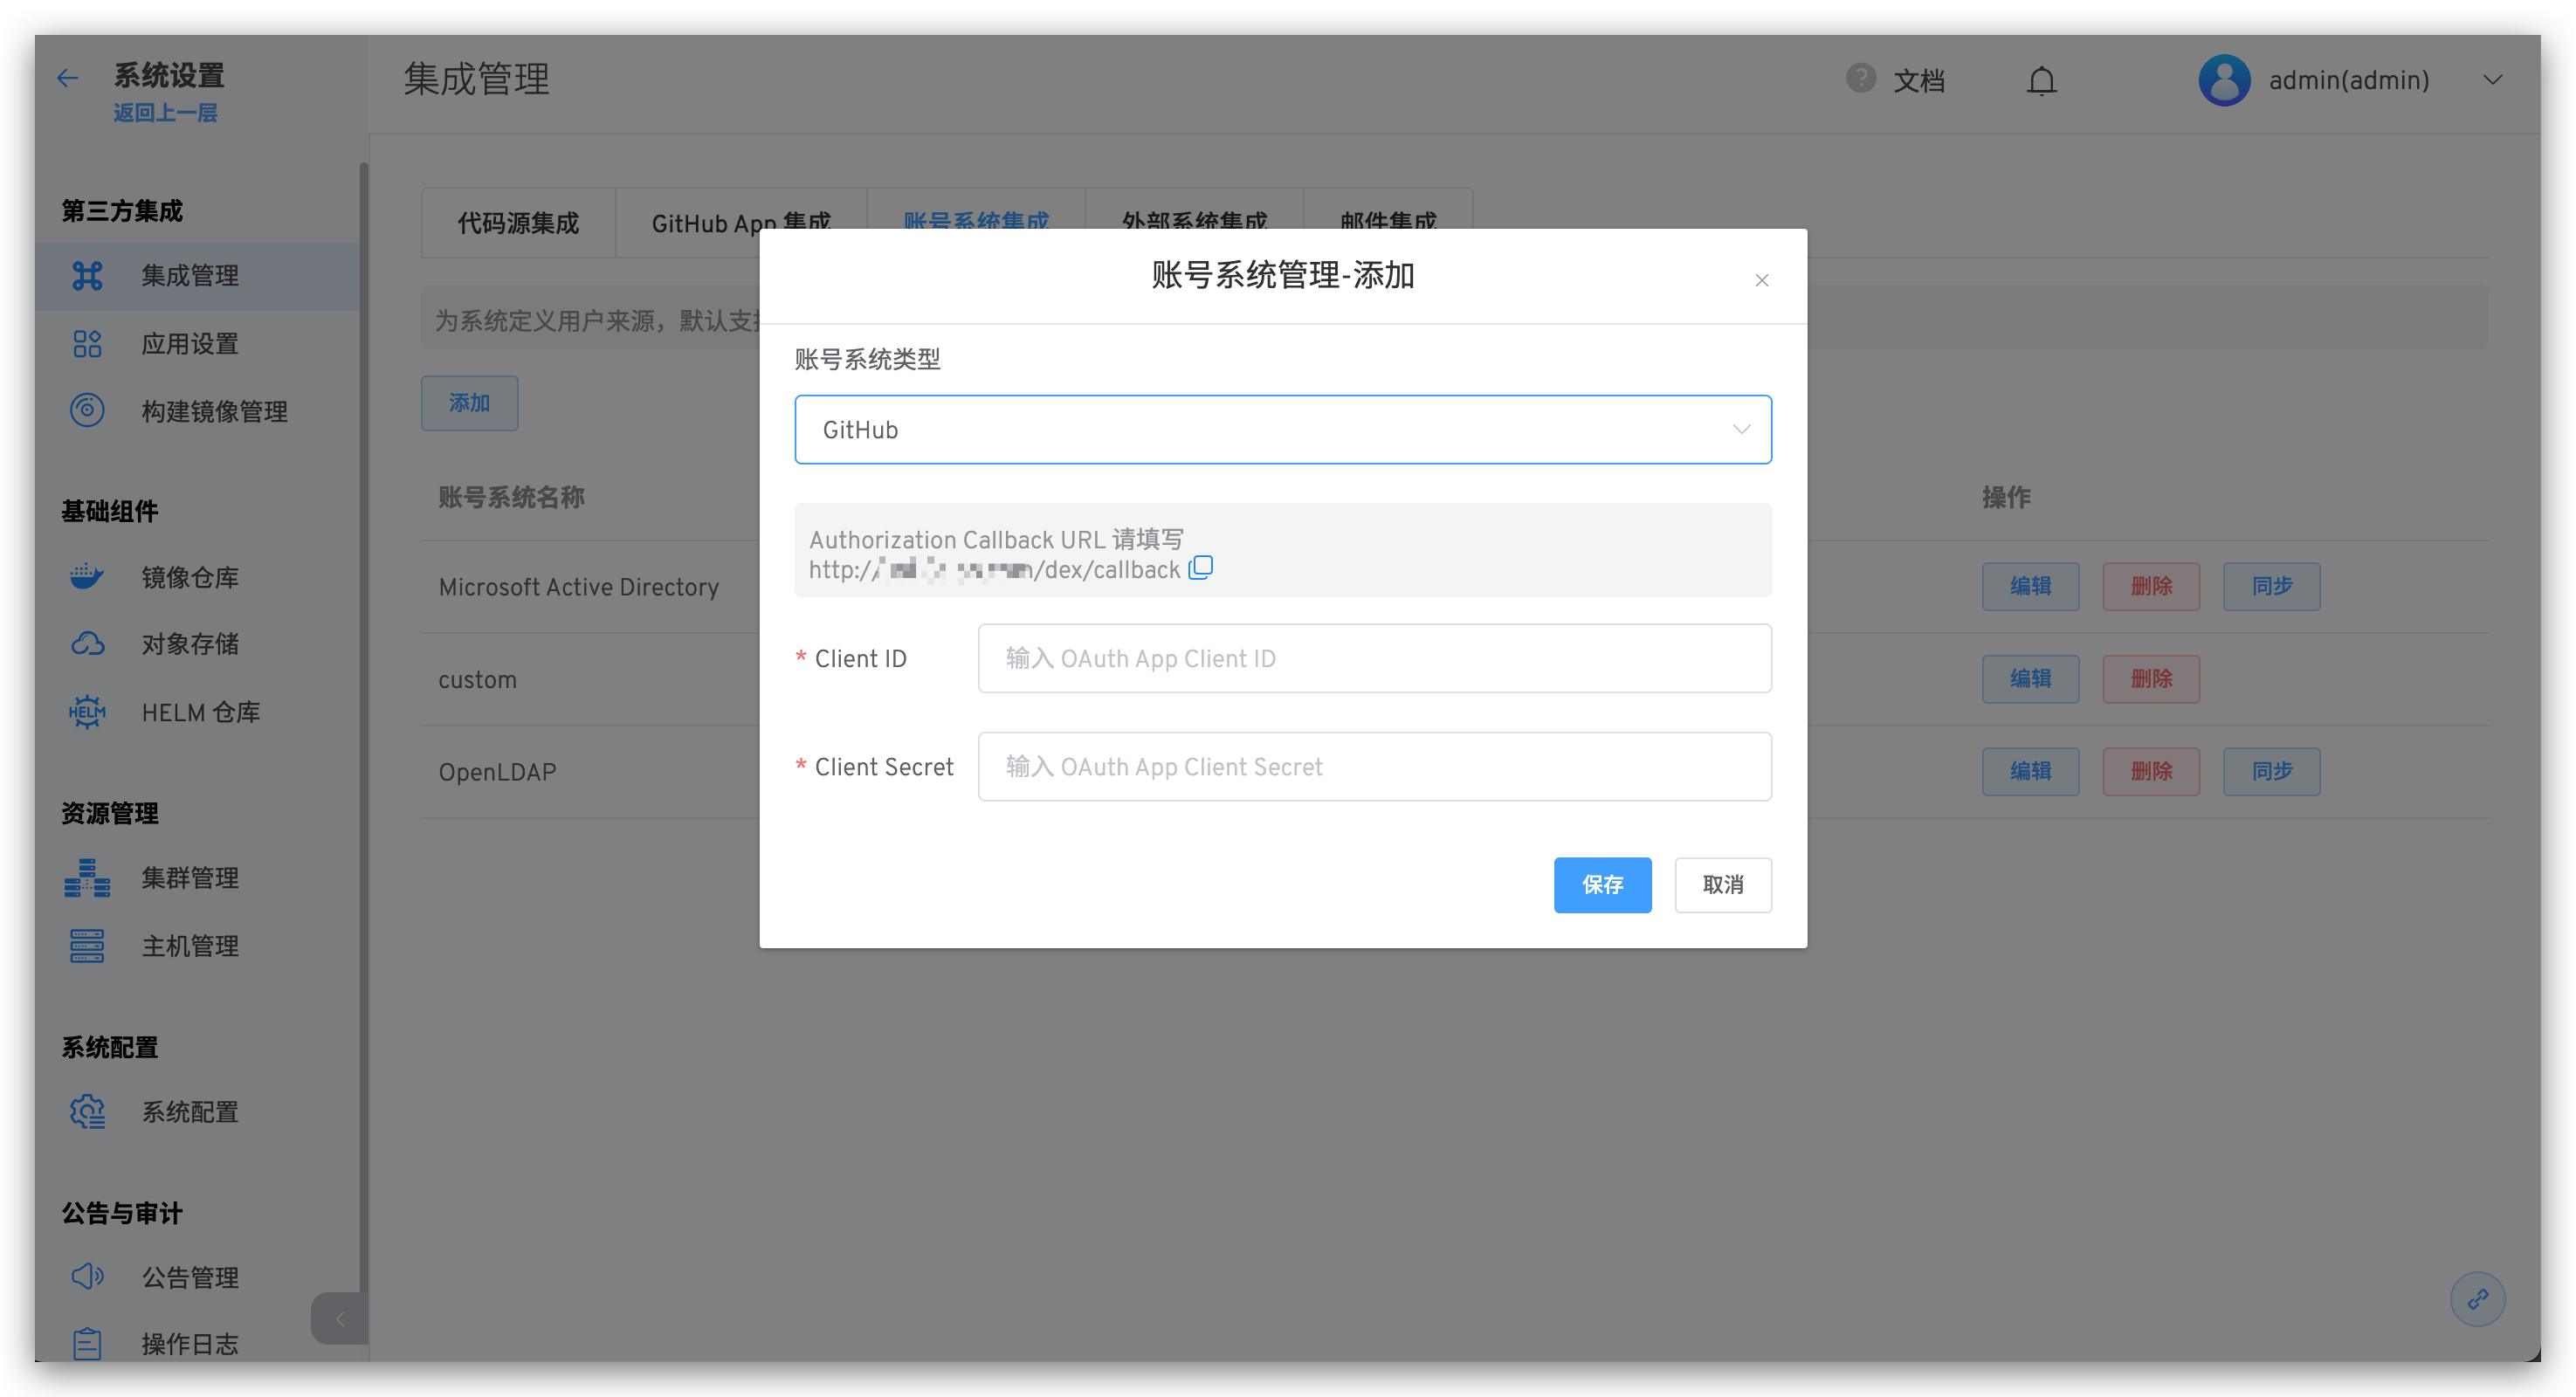 系统设置
返回上一层
集成管理
文档
admin(admin)
第三方集成
集成管理
应用设置
构建镜像管理
基础组件
镜像仓库
对象存储
HELM 仓库
资源管理
集群管理
主机管理
系统配置
系统配置
公告与审计
公告管理
操作日志
代码源集成
GitHub App 集成
账号系统集成
外部系统集成
邮件集成
为系统定义用户来源，默认支
添加
账号系统名称
操作
Microsoft Active Directory
编辑 删除 同步
custom
编辑 删除
OpenLDAP
编辑 删除 同步
账号系统管理-添加
账号系统类型
GitHub
Authorization Callback URL 请填写
http:// /dex/callback
* Client ID
输入 OAuth App Client ID
* Client Secret
输入 OAuth App Client Secret
保存
取消